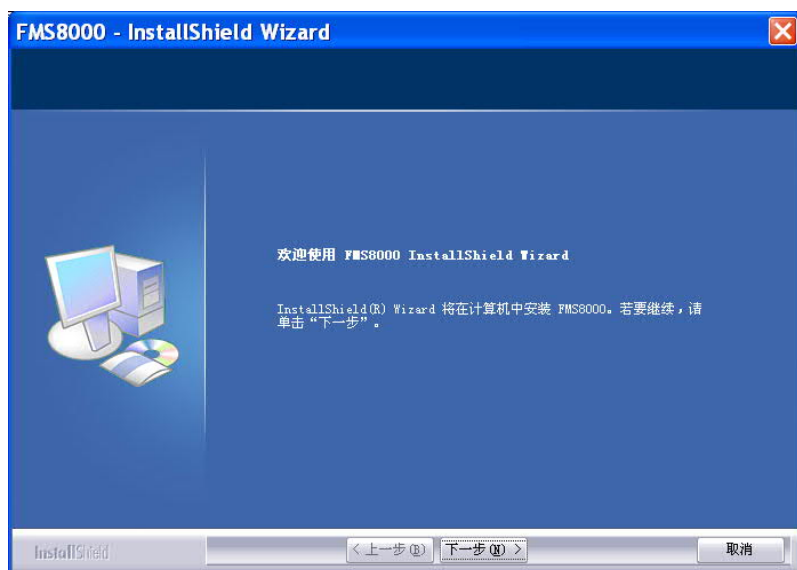 FMS8000 - InstallShield Wizard
欢迎使用 FMS8000 InstallShield Wizard
InstallShield(R) Wizard 将在计算机中安装 FMS8000。若要继续，请
单击“下一步”。
InstallShield
< 上一步(B) 下一步(N) > 取消